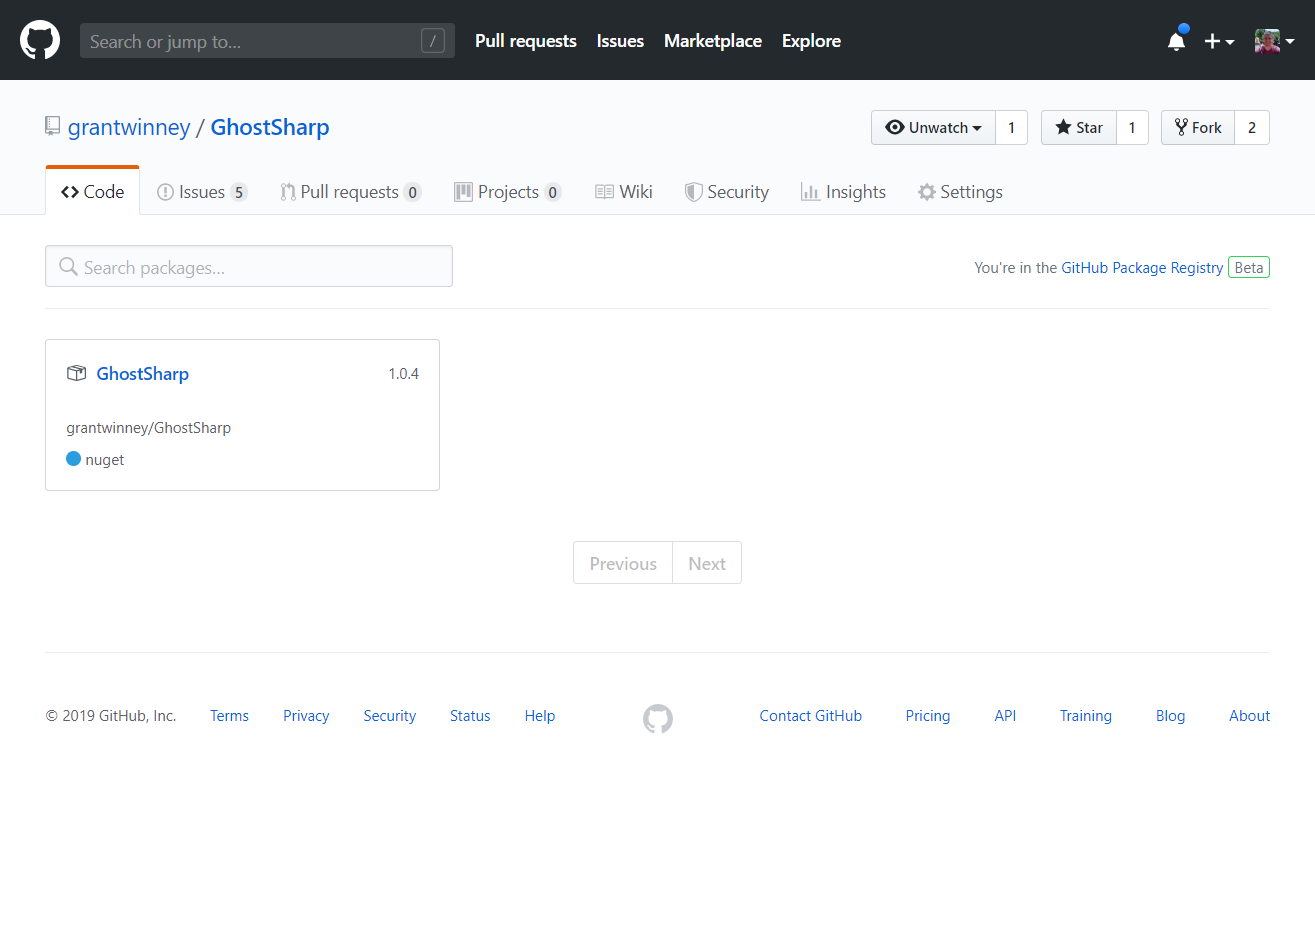 Search or jump to... / Pull requests Issues Marketplace Explore
grantwinney / GhostSharp Unwatch 1 Star 1 Fork 2
Code Issues 5 Pull requests 0 Projects 0 Wiki Security Insights Settings
Search packages... You're in the GitHub Package Registry Beta
GhostSharp 1.0.4
grantwinney/GhostSharp
nuget
Previous Next
© 2019 GitHub, Inc. Terms Privacy Security Status Help Contact GitHub Pricing API Training Blog About